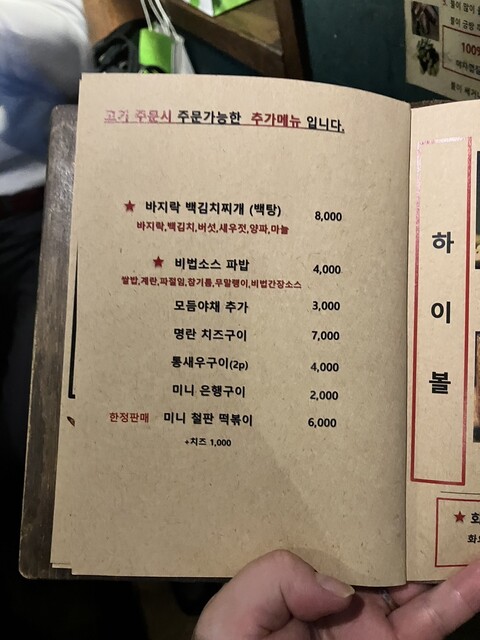 고기 주문시 주문가능한 추가메뉴 입니다.
★ 바지락 백김치찌개 (백탕) 8,000
바지락,백김치,버섯,새우젓,양파,마늘
★ 비법소스 파밥 4,000
쌀밥,계란,파절임,참기름,무말랭이,비법간장소스
모듬야채 추가 3,000
명란 치즈구이 7,000
통새우구이(2p) 4,000
미니 은행구이 2,000
한정판매 미니 철판 떡볶이 6,000
+치즈 1,000
하
이
볼
★
100%